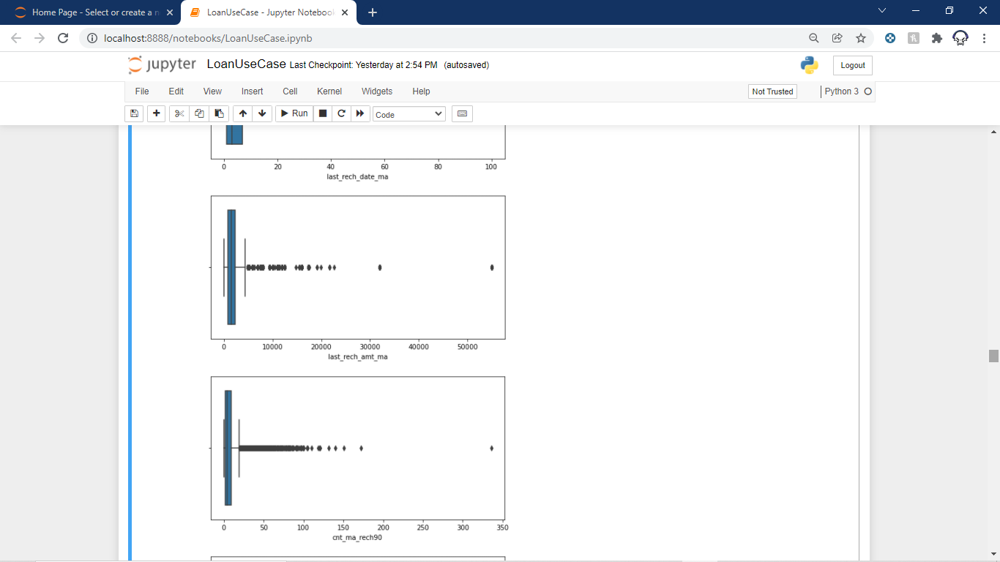 Home Page - Select or create a n
LoanUseCase - Jupyter Notebook
localhost:8888/notebooks/LoanUseCase.ipynb
jupyter LoanUseCase Last Checkpoint: Yesterday at 2:54 PM (autosaved)
Logout
File Edit View Insert Cell Kernel Widgets Help
Not Trusted Python 3
Run Code
0 20 40 60 80 100
last_rech_date_ma
0 10000 20000 30000 40000 50000
last_rech_amt_ma
0 50 100 150 200 250 300 350
cnt_ma_rech90